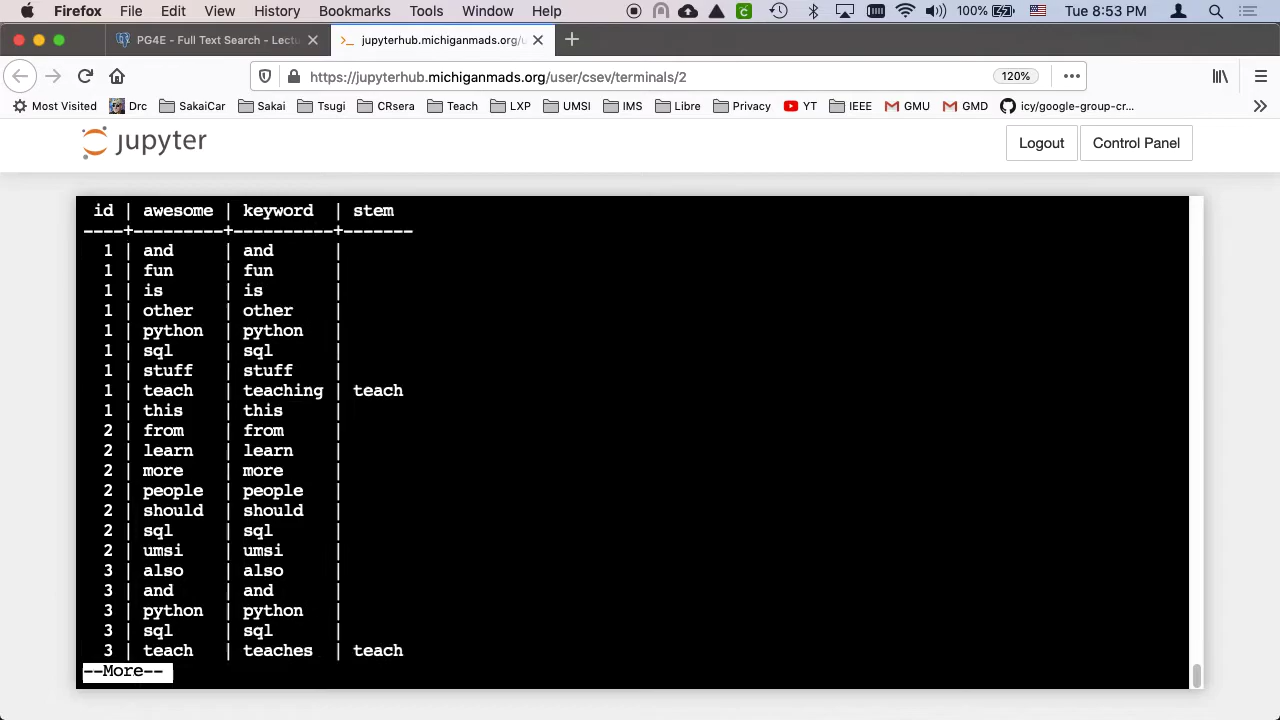 Firefox File Edit View History Bookmarks Tools Window Help 100% Tue 8:53 PM
PG4E - Full Text Search - Lectu
jupyterhub.michiganmads.org/u
https://jupyterhub.michiganmads.org/user/csev/terminals/2 120%
Most Visited Drc SakaiCar Sakai Tsugi CRsera Teach LXP UMSI IMS Libre Privacy YT IEEE GMU GMD icy/google-group-cr...
jupyter Logout Control Panel
id | awesome | keyword | stem
----+---------+----------+-------
1 | and | and |
1 | fun | fun |
1 | is | is |
1 | other | other |
1 | python | python |
1 | sql | sql |
1 | stuff | stuff |
1 | teach | teaching | teach
1 | this | this |
2 | from | from |
2 | learn | learn |
2 | more | more |
2 | people | people |
2 | should | should |
2 | sql | sql |
2 | umsi | umsi |
3 | also | also |
3 | and | and |
3 | python | python |
3 | sql | sql |
3 | teach | teaches | teach
--More--